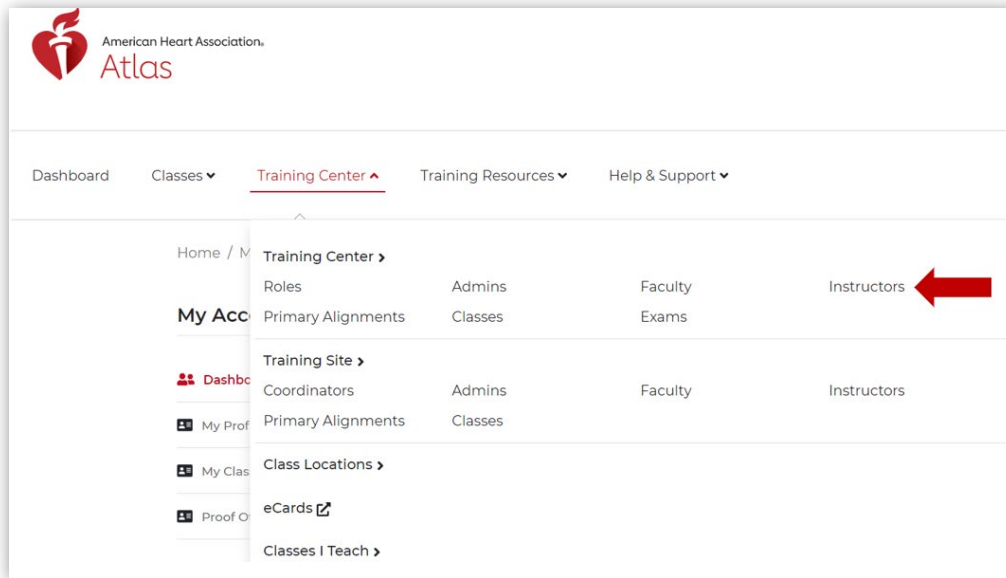 American Heart Association.
Atlas
Dashboard Classes Training Center Training Resources Help & Support
Home / M
Training Center >
Roles Admins Faculty Instructors
My Acc
Primary Alignments Classes Exams
Training Site >
Dashbo
Coordinators Admins Faculty Instructors
My Prof
Primary Alignments Classes
Class Locations >
My Clas
eCards
Proof O
Classes I Teach >